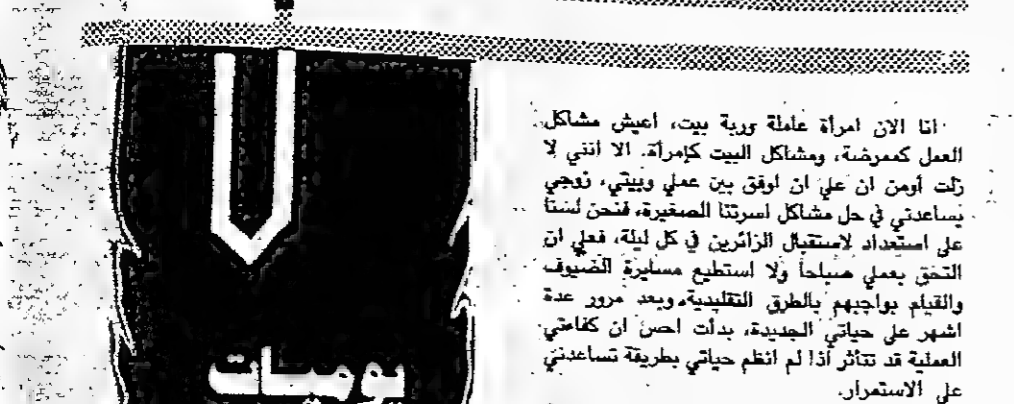 انا الان امرأة عاملة وربة بيت، اعيش مشاكل
العمل كممرضة، ومشاكل البيت كإمرأة. الا أنني لا
زلت أومن ان علي ان اوفق بين عملي وبيتي، زوجي
يساعدني في حل مشاكل اسرتنا الصغيرة، فنحن لسنا
على استعداد لاستقبال الزائرين في كل ليلة، فعلي ان
التحق بعملي صباحاً ولا استطيع مسايرة الضيوف
والقيام بواجبهم بالطرق التقليدية، وبعد مرور عدة
اشهر على حياتي الجديدة، بدأت احس ان كفاءتي
العملية قد تتأثر اذا لم انظم حياتي بطريقة تساعدني
على الاستمرار.
يوميات